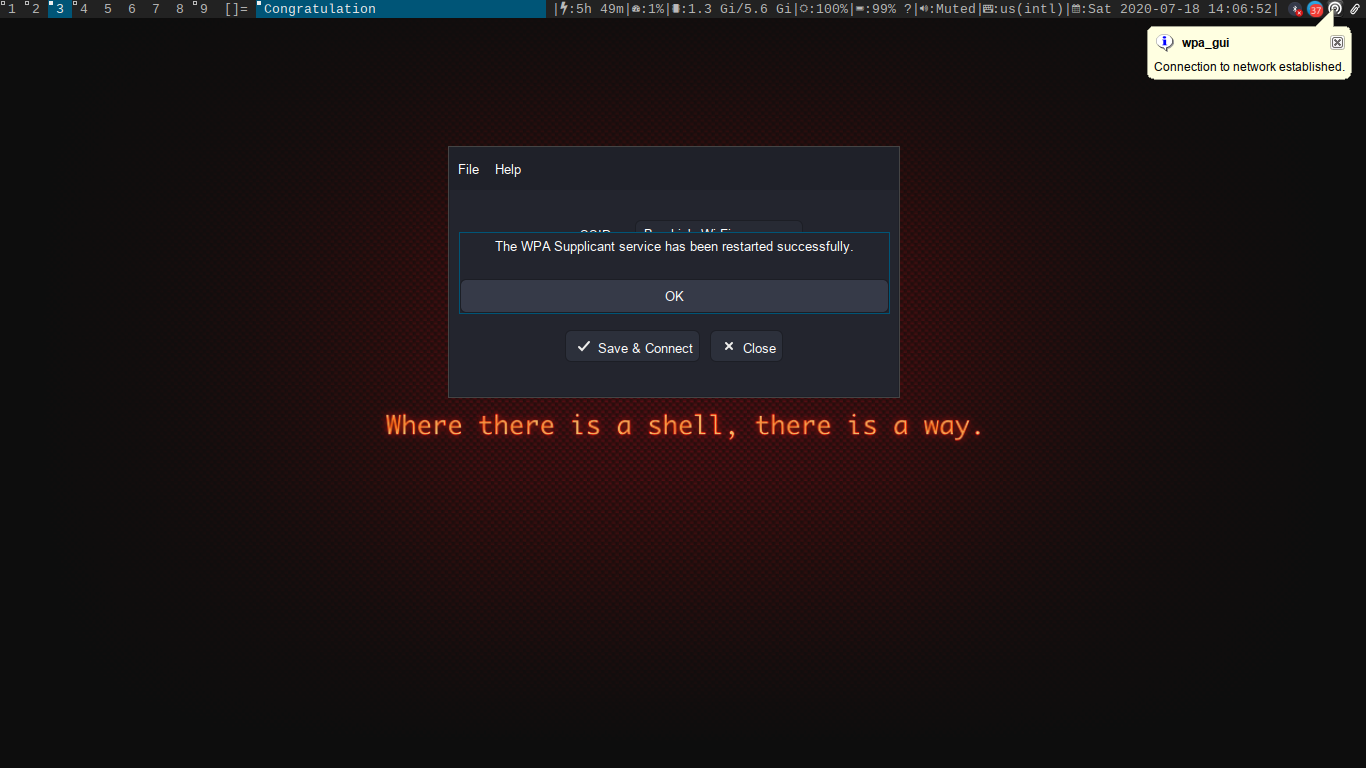 1 2 3 4 5 6 7 8 9 []= Congratulation |:5h 49m|:1%|:1.3 Gi/5.6 Gi|:100%|:99% ?|:Muted|:us(intl)|:Sat 2020-07-18 14:06:52| 37
wpa_gui
Connection to network established.
File Help
The WPA Supplicant service has been restarted successfully.
OK
Save & Connect Close
Where there is a shell, there is a way.